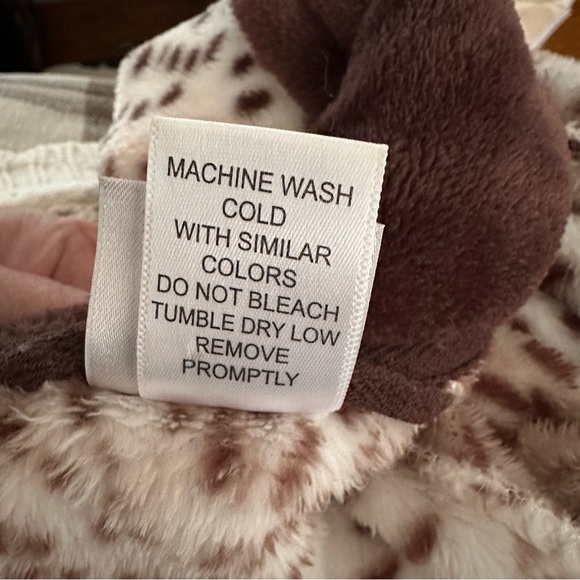 MACHINE WASH
COLD
WITH SIMILAR
COLORS
DO NOT BLEACH
TUMBLE DRY LOW
REMOVE
PROMPTLY